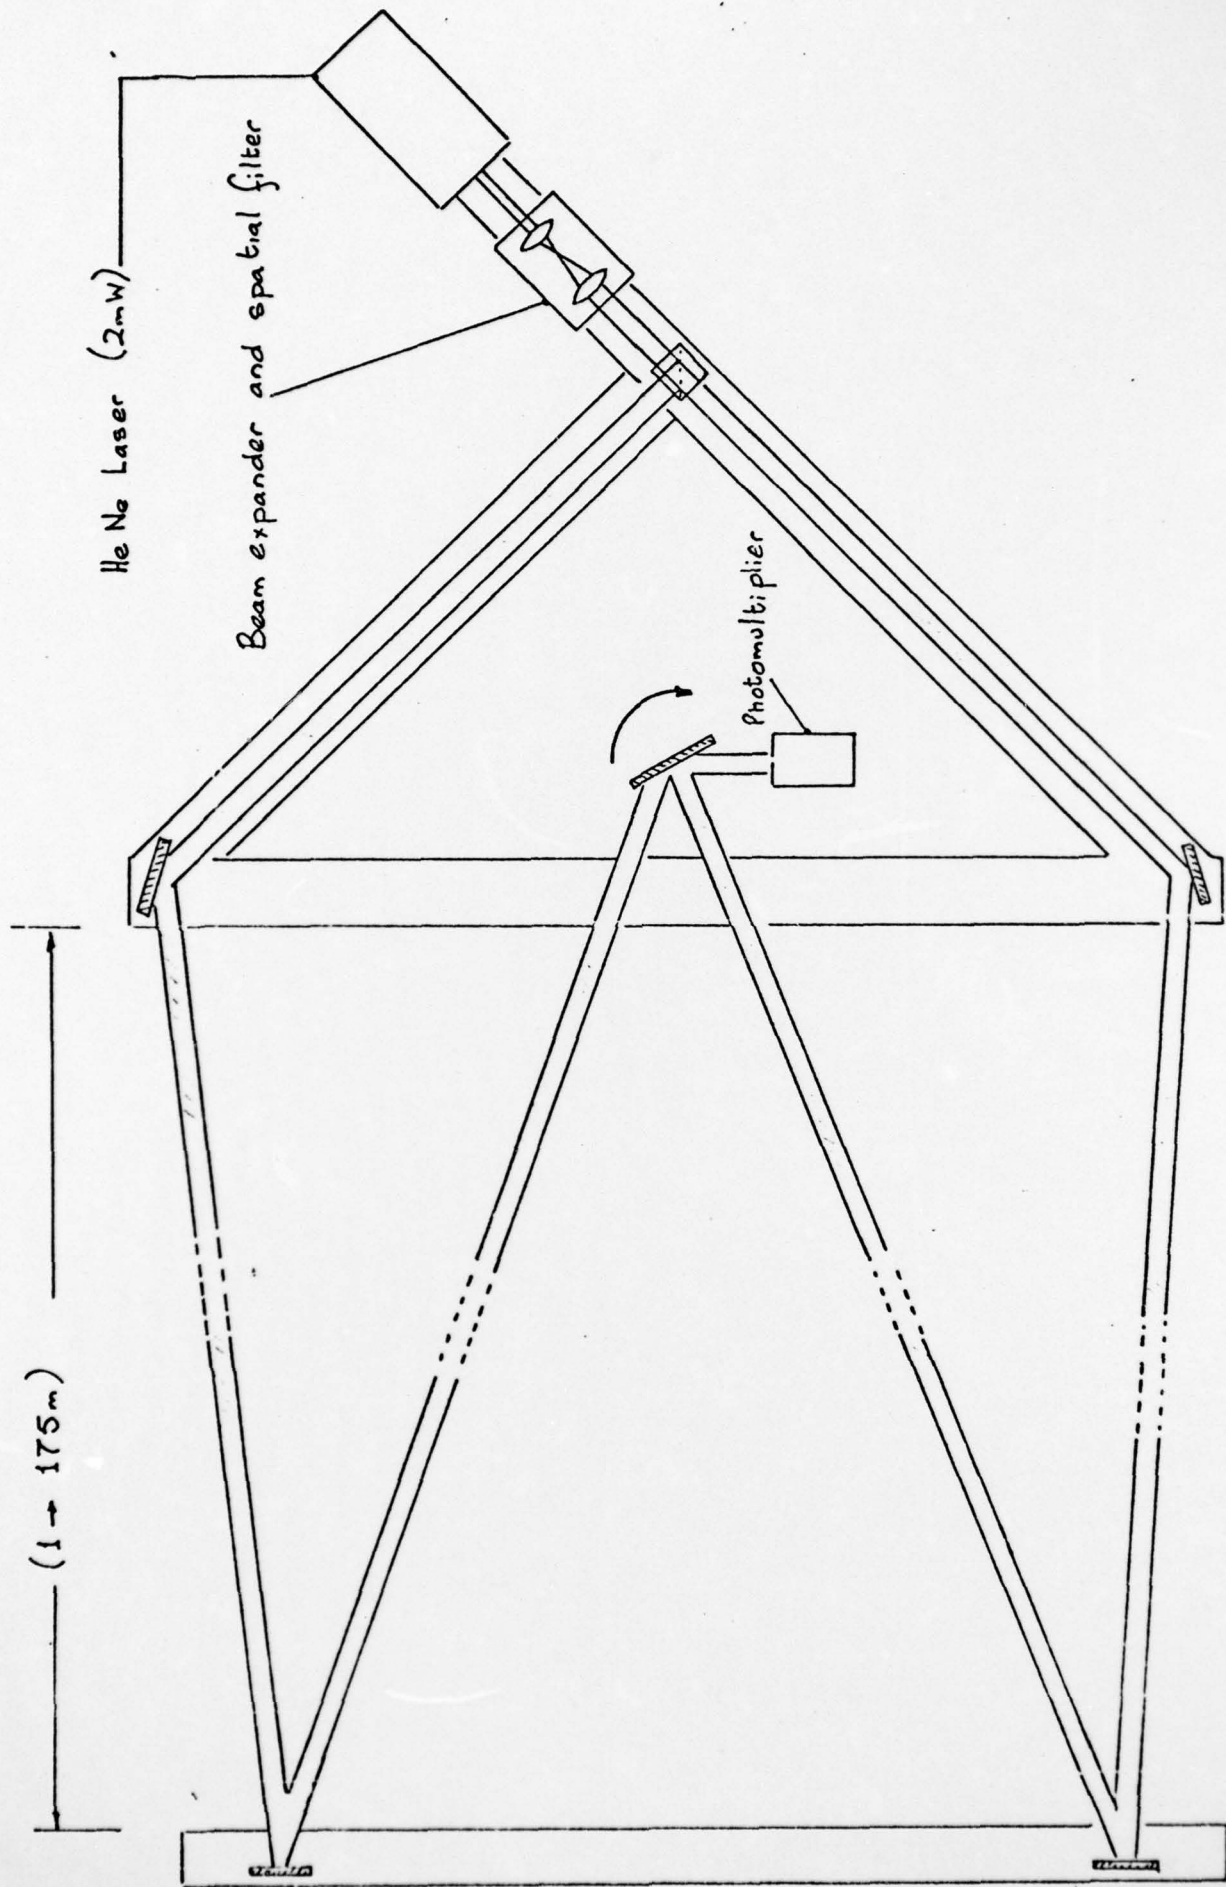 He Ne Laser (2mW)
Beam expander and spatial filter
Photomultiplier
(1 → 175m)